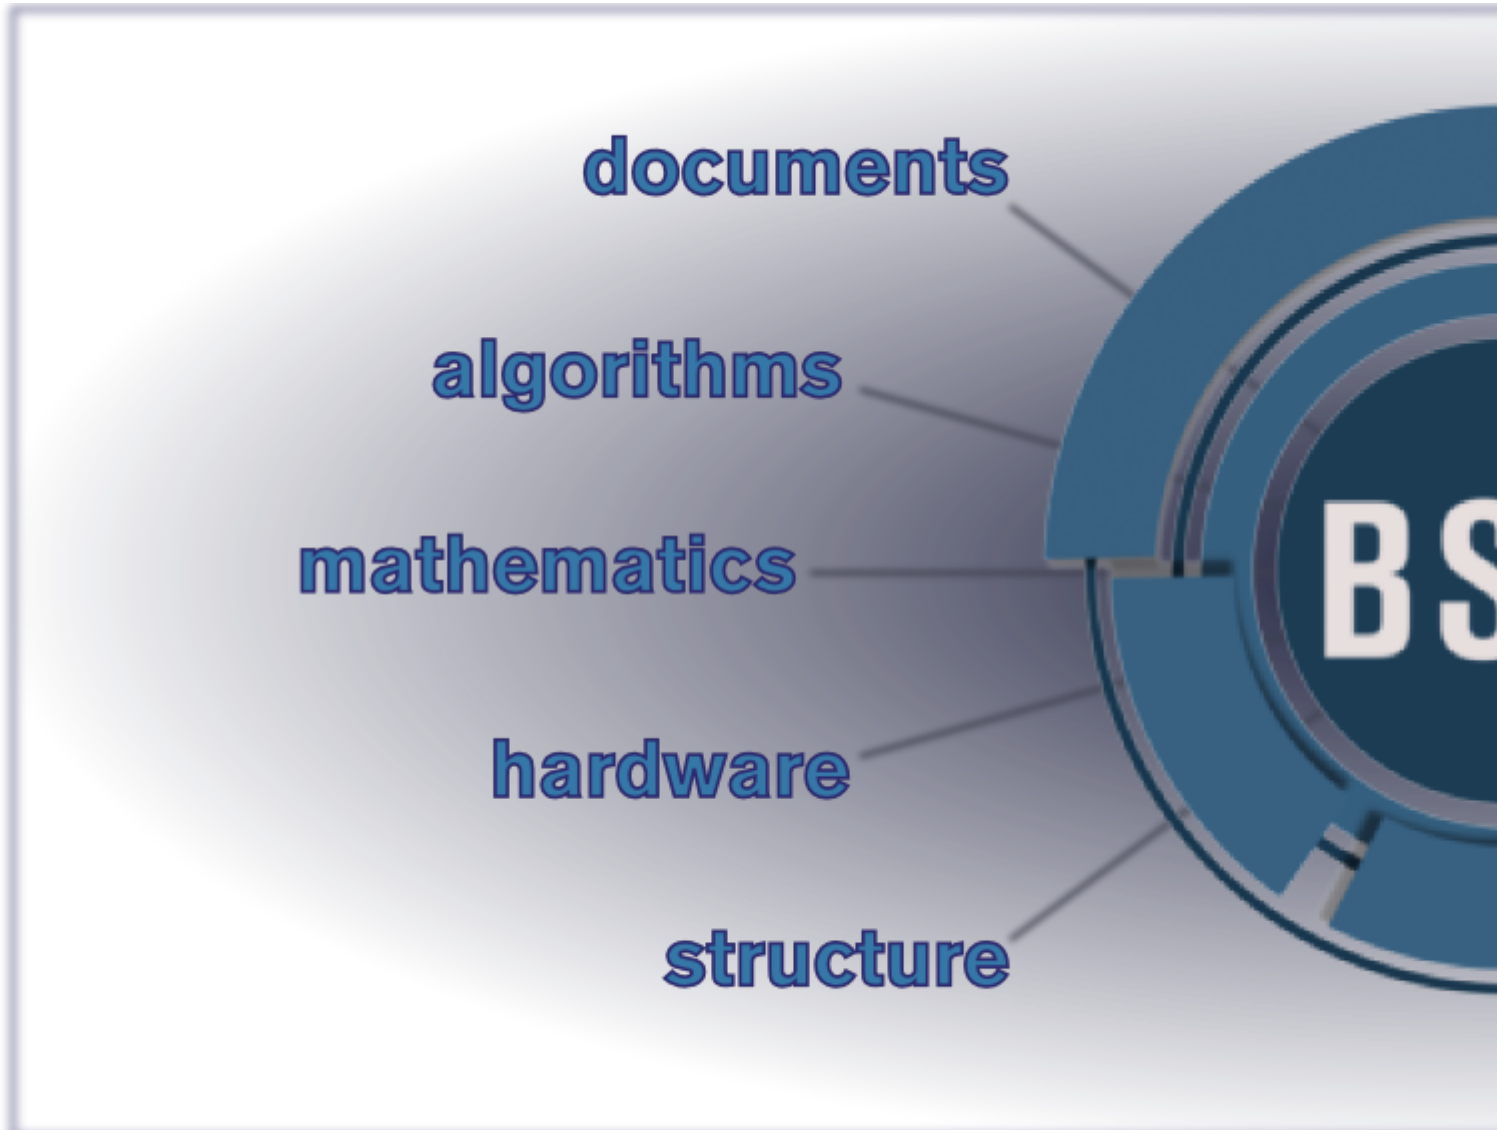 documents
algorithms
mathematics
BS
hardware
structure